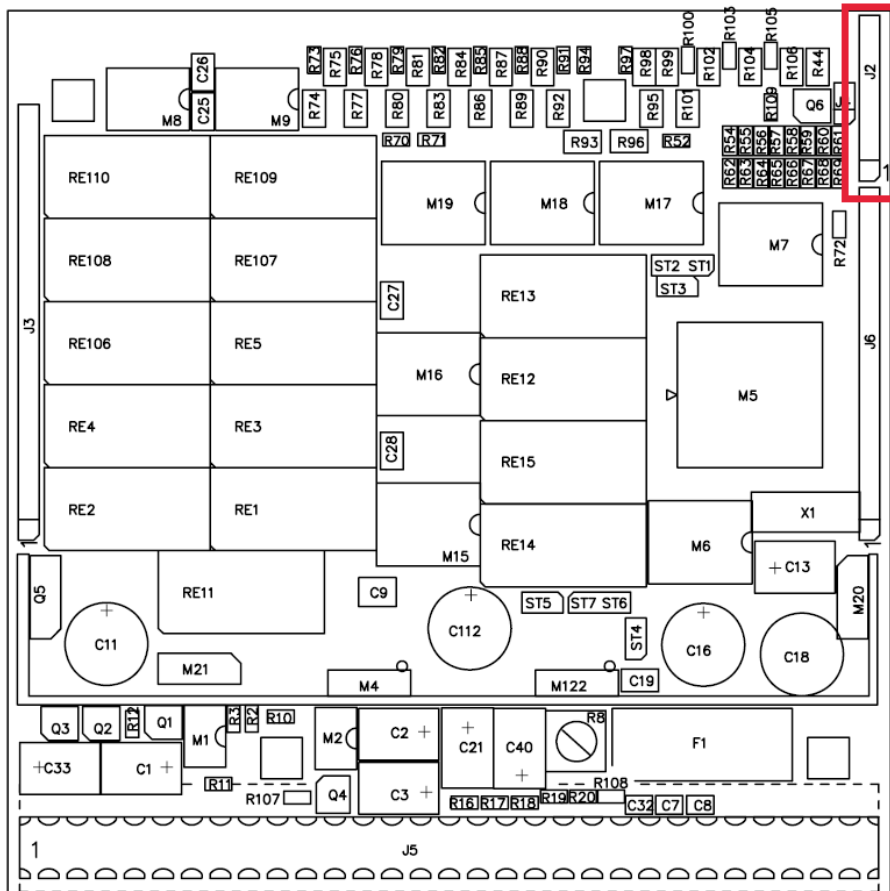 R73 R75 R76 R78 R79 R81 R82 R84 R85 R87 R88 R90 R91 R94 R97 R98 R99 R100 R102 R103 R104 R105 R106 R44 J2
C26
M8 C25 M9 R74 R77 R80 R83 R86 R89 R92 R95 R101 R109 Q6
R70 R71 R93 R96 R52 R54 R55 R56 R57 R58 R59 R60 R61
R62 R63 R64 R65 R66 R67 R68 R69 1
RE110 RE109 M19 M18 M17
M7 R72
RE108 RE107 ST2 ST1
ST3
C27 RE13
J3 RE106 RE5 J6
M16 RE12 M5
RE4 RE3
C28 RE15
RE2 RE1 X1
1 M15 RE14 M6 1
C13
Q5 RE11 C9 ST5 ST7 ST6 M20
C11 C112 ST4 C16 C18
M21 M4 M122 C19
Q3 Q2 R12 Q1 M1 R3 R2 R10 M2 C2 C21 C40 R8 F1
C33 C1
R11 R107 Q4 C3 R16 R17 R18 R19 R20 R108 C32 C7 C8
1 J5